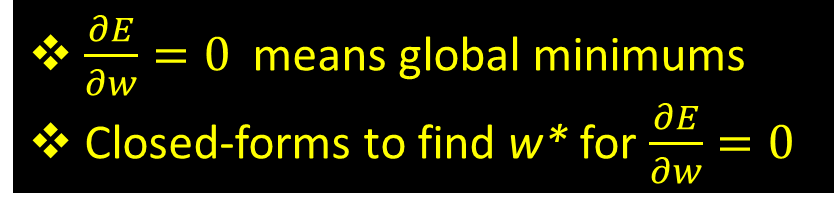 ❖ ∂E/∂w = 0 means global minimums
❖ Closed-forms to find w* for ∂E/∂w = 0